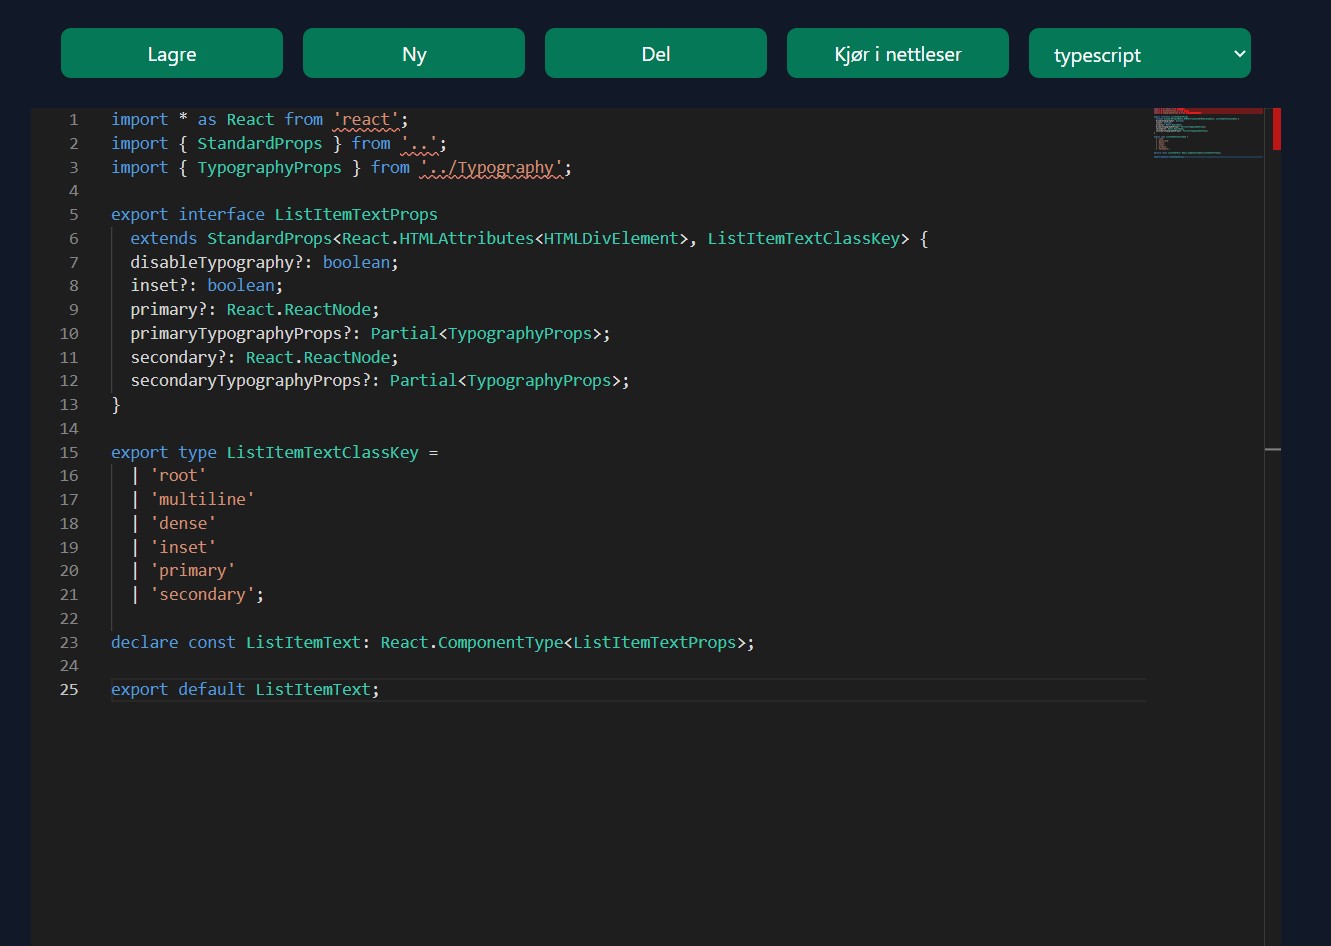 Lagre
Ny
Del
Kjør i nettleser
typescript
1 import * as React from 'react';
2 import { StandardProps } from '..';
3 import { TypographyProps } from '../Typography';
4
5 export interface ListItemTextProps
6   extends StandardProps<React.HTMLAttributes<HTMLDivElement>, ListItemTextClassKey> {
7   disableTypography?: boolean;
8   inset?: boolean;
9   primary?: React.ReactNode;
10   primaryTypographyProps?: Partial<TypographyProps>;
11   secondary?: React.ReactNode;
12   secondaryTypographyProps?: Partial<TypographyProps>;
13 }
14
15 export type ListItemTextClassKey =
16   | 'root'
17   | 'multiline'
18   | 'dense'
19   | 'inset'
20   | 'primary'
21   | 'secondary';
22
23 declare const ListItemText: React.ComponentType<ListItemTextProps>;
24
25 export default ListItemText;